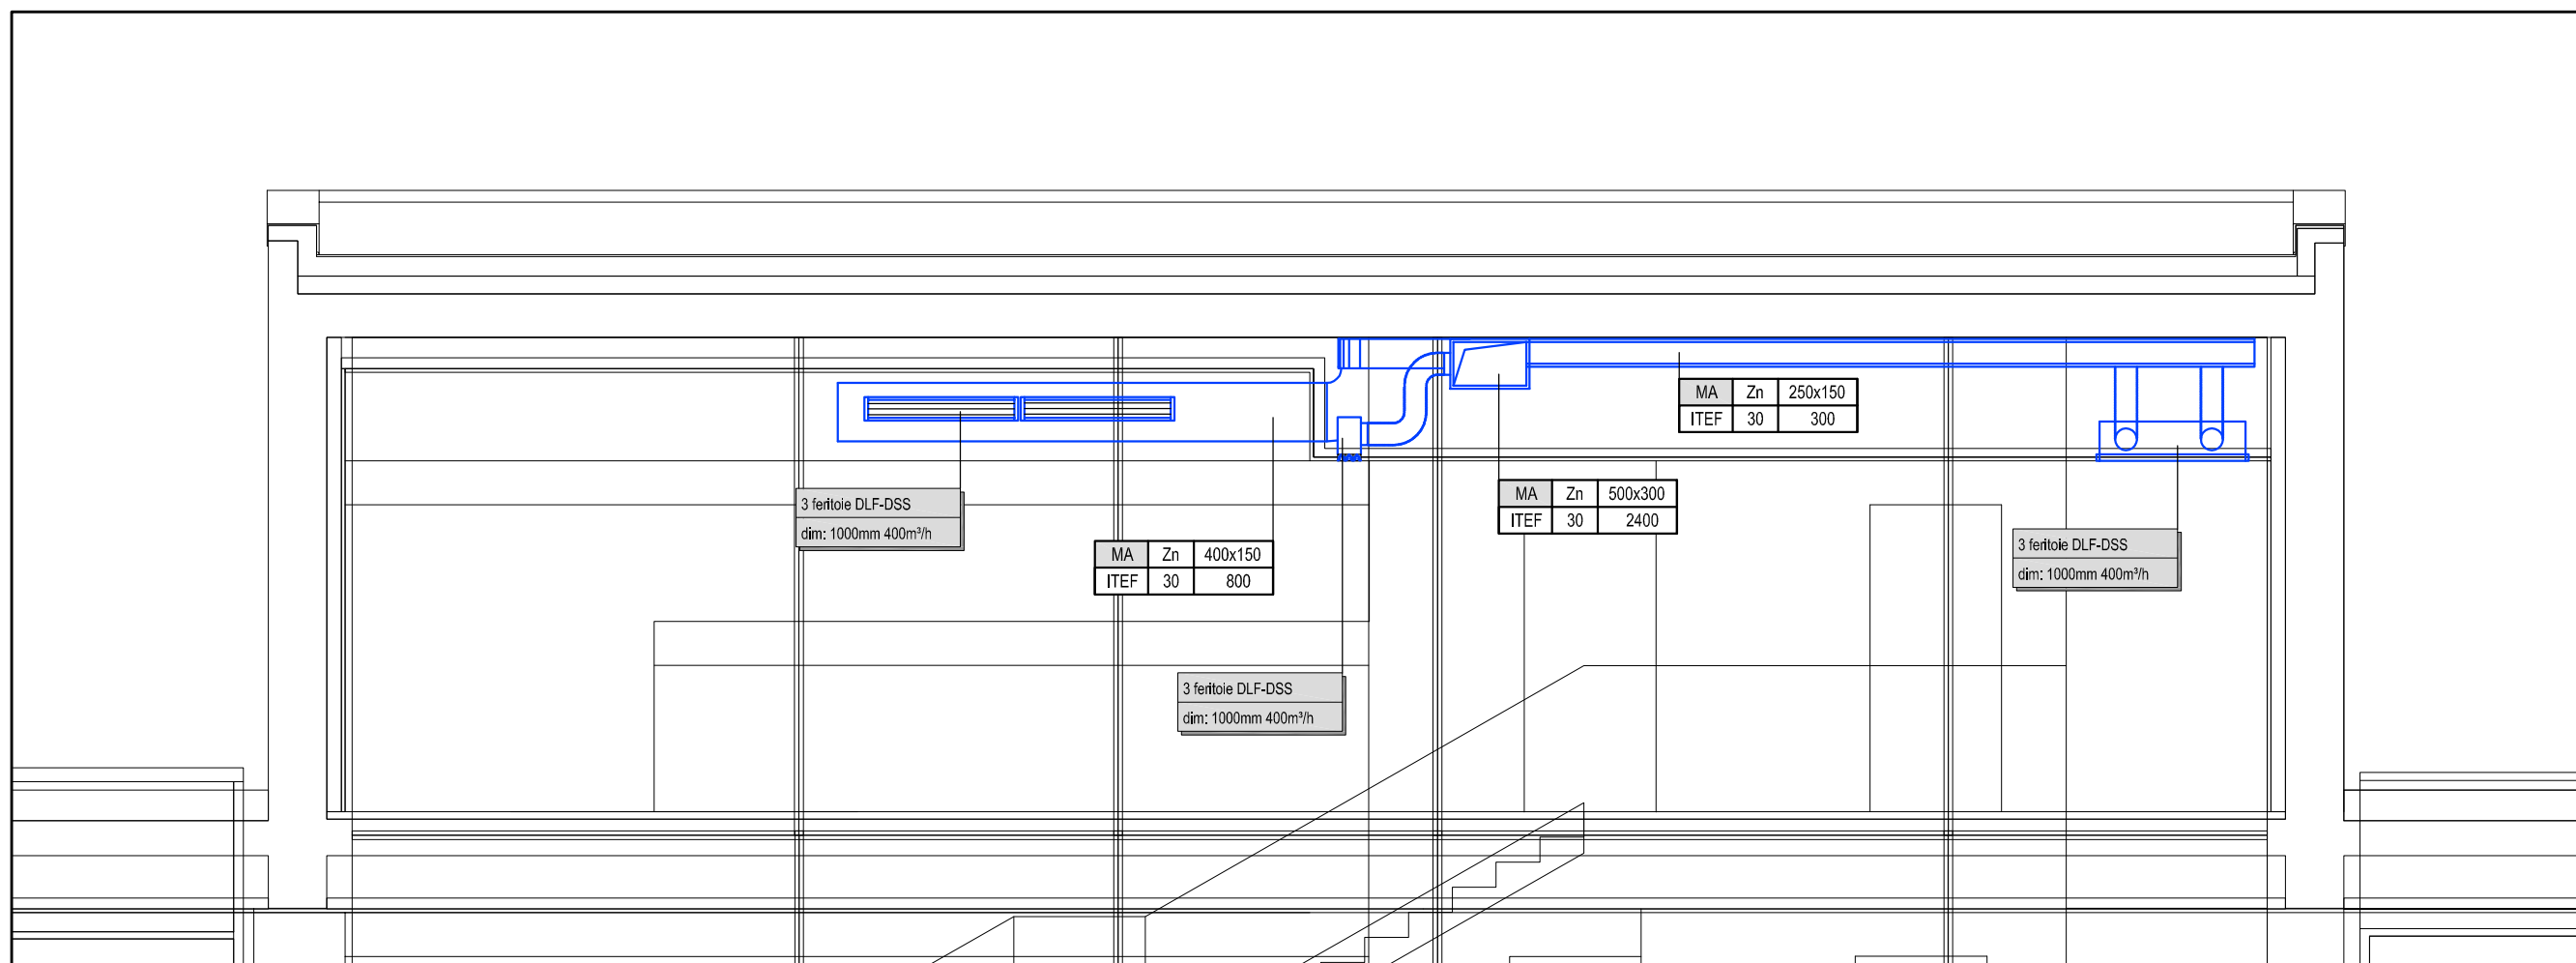 MA Zn 250x150
ITEF 30 300
3 feritoie DLF-DSS
dim: 1000mm 400m³/h
MA Zn 500x300
ITEF 30 2400
MA Zn 400x150
ITEF 30 800
3 feritoie DLF-DSS
dim: 1000mm 400m³/h
3 feritoie DLF-DSS
dim: 1000mm 400m³/h